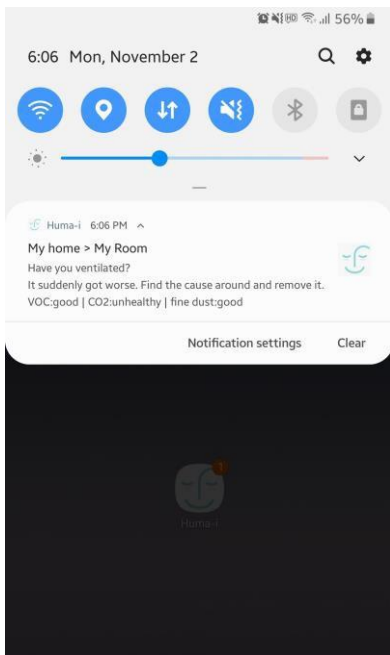 HD 56%
6:06 Mon, November 2
Huma-i 6:06 PM
My home > My Room
Have you ventilated?
It suddenly got worse. Find the cause around and remove it.
VOC:good | CO2:unhealthy | fine dust:good
Notification settings Clear
1
Huma-i